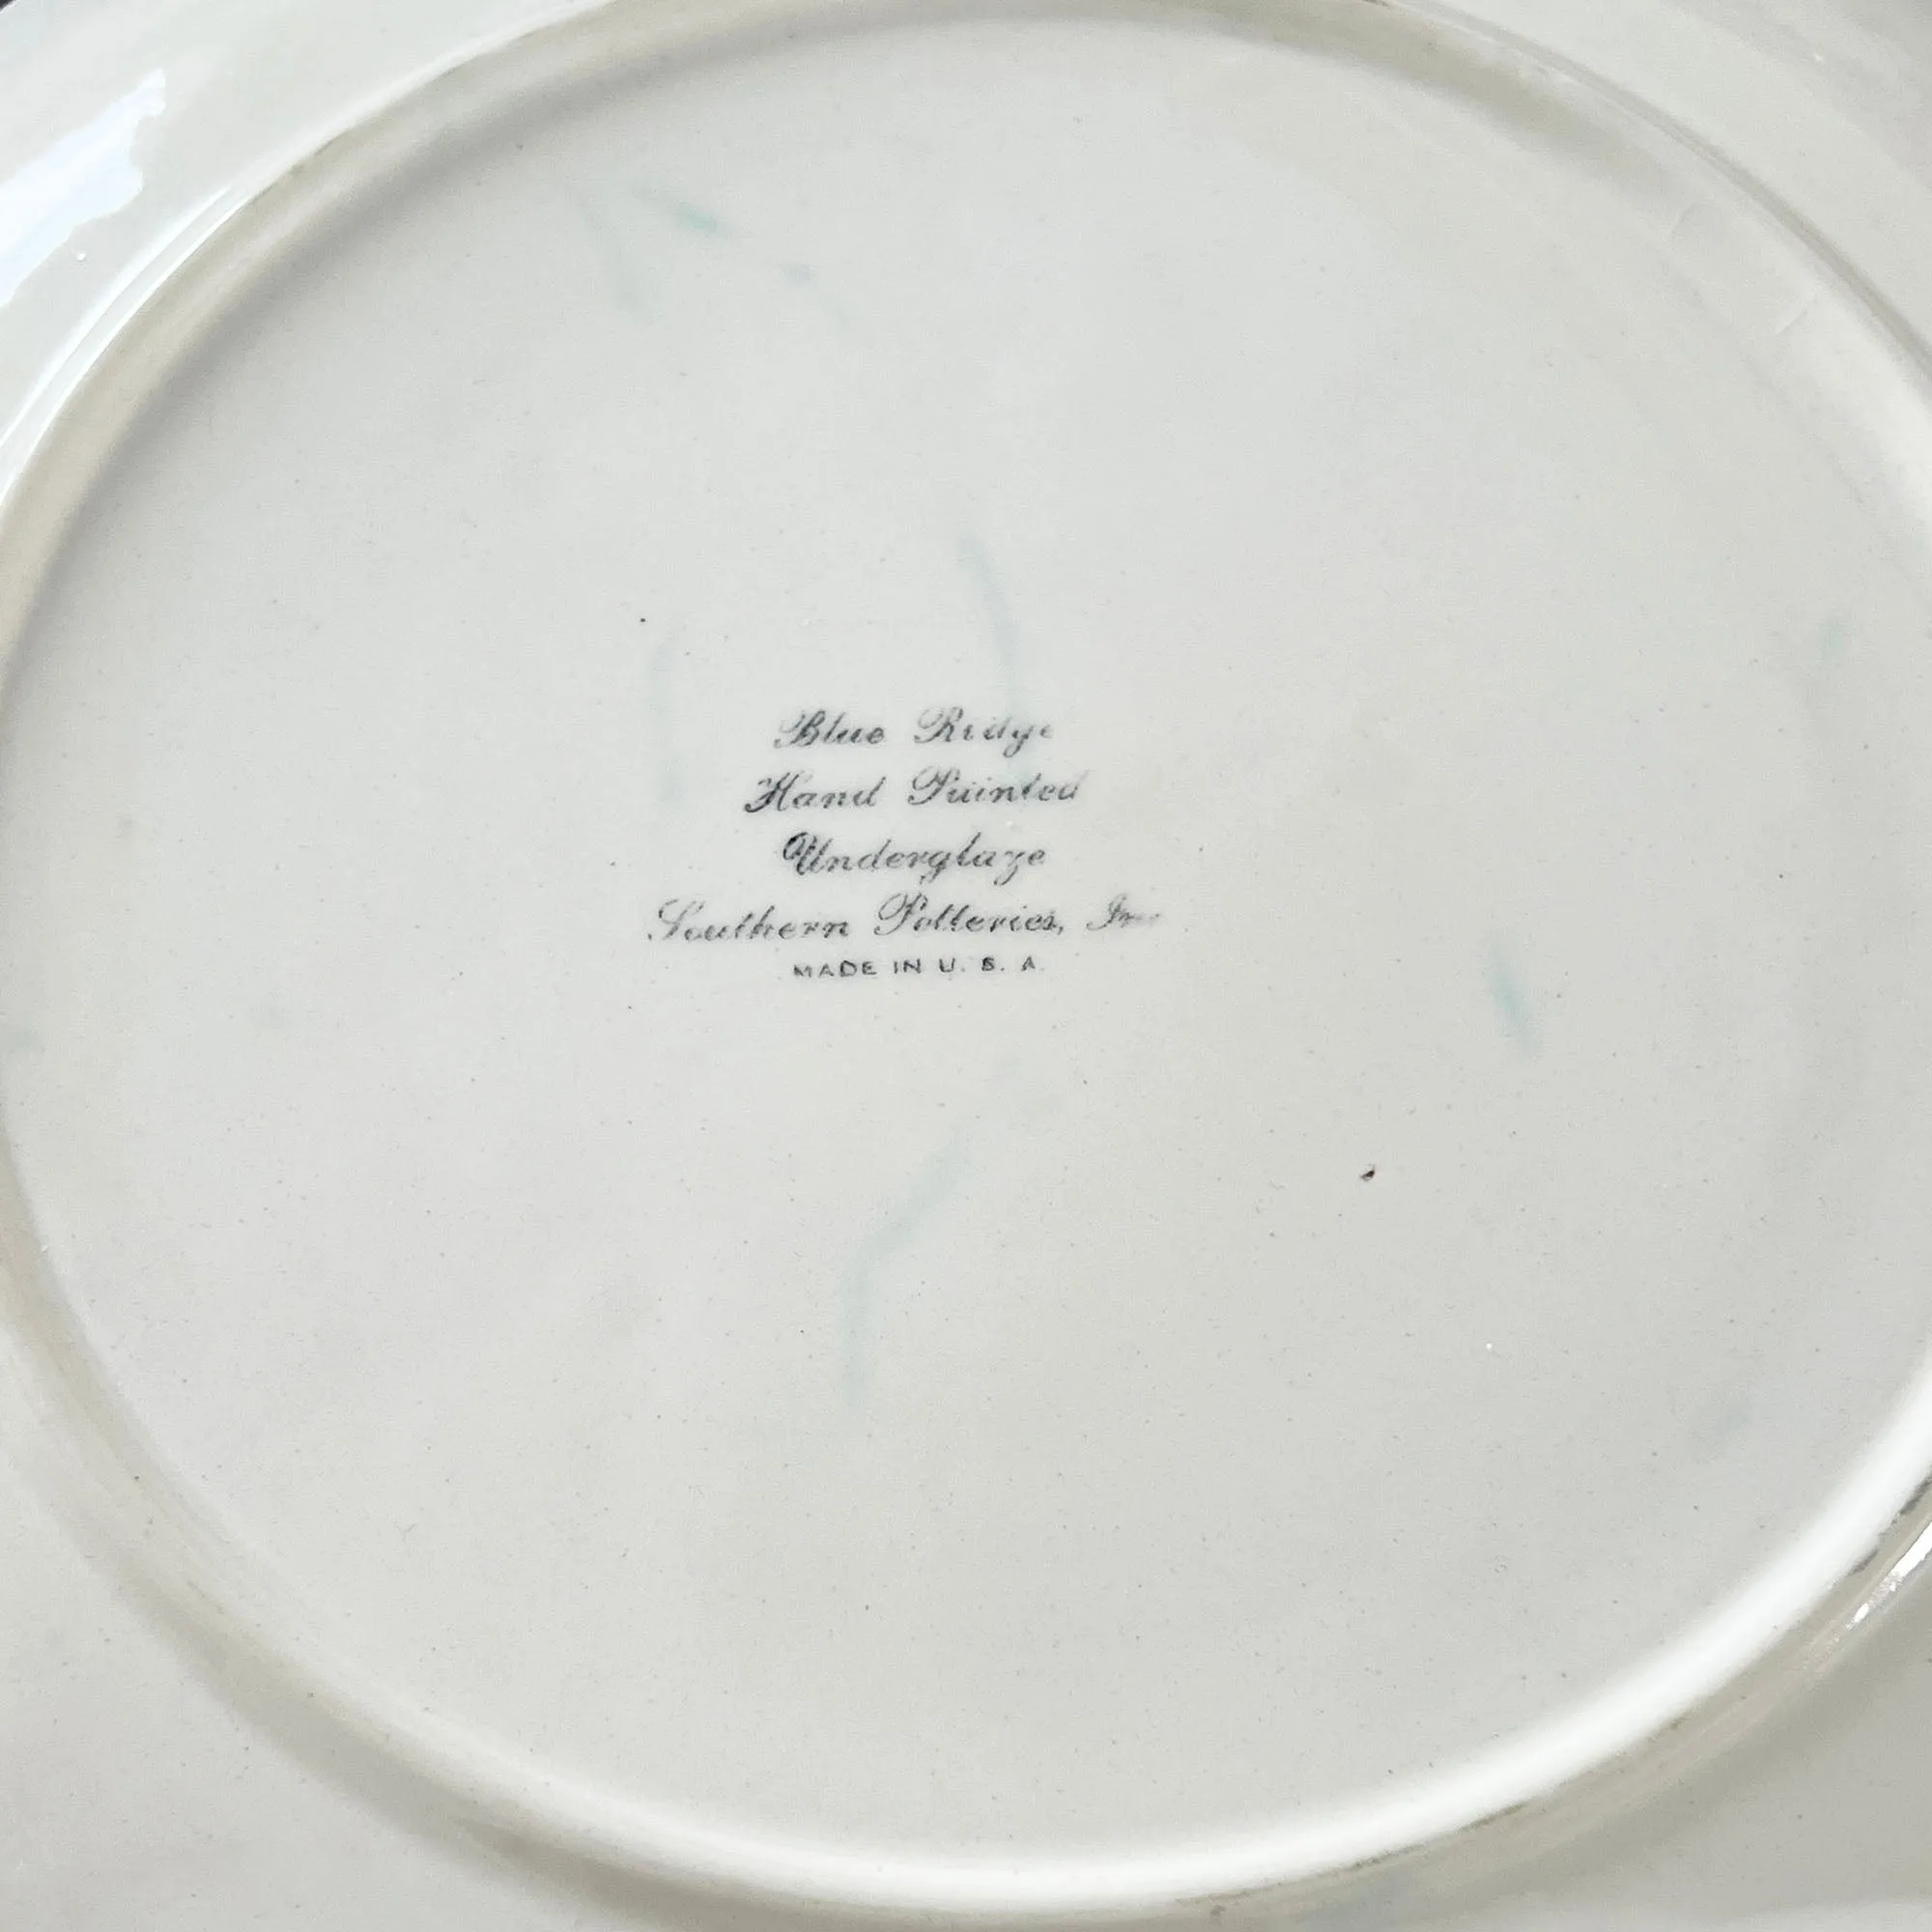 Blue Ridge
Hand Painted
Underglaze
Southern Potteries, Inc.
MADE IN U. S. A.